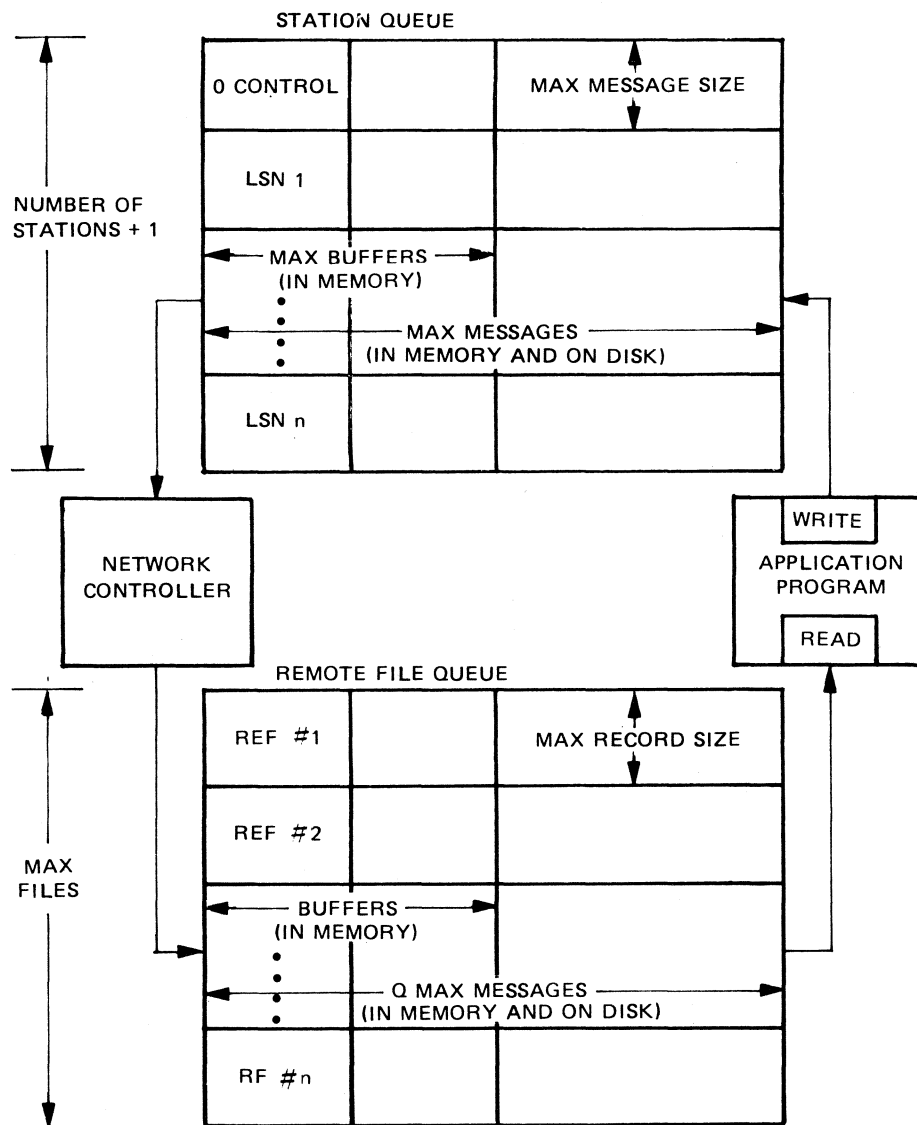 STATION QUEUE
0 CONTROL
MAX MESSAGE SIZE
LSN 1
NUMBER OF
STATIONS + 1
MAX BUFFERS
(IN MEMORY)
MAX MESSAGES
(IN MEMORY AND ON DISK)
LSN n
NETWORK
CONTROLLER
WRITE
APPLICATION
PROGRAM
READ
REMOTE FILE QUEUE
REF #1
MAX RECORD SIZE
REF #2
MAX
FILES
BUFFERS
(IN MEMORY)
Q MAX MESSAGES
(IN MEMORY AND ON DISK)
RF #n